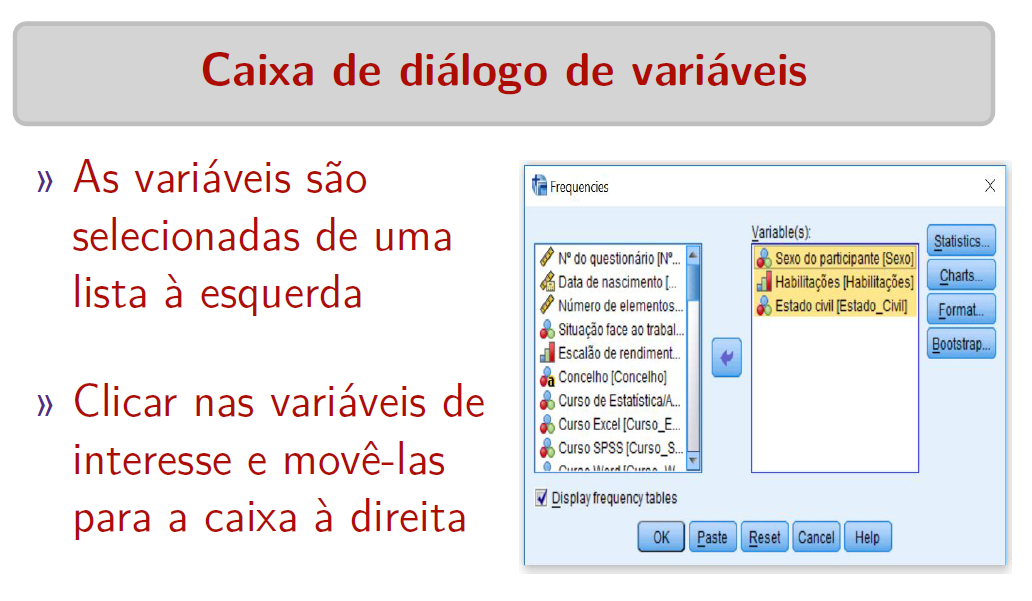 Caixa de diálogo de variáveis
» As variáveis são
selecionadas de uma
lista à esquerda
» Clicar nas variáveis de
interesse e movê-las
para a caixa à direita
Frequencies
Nº do questionário [Nº...
Data de nascimento [...
Número de elementos...
Situação face ao trabal...
Escalão de rendiment...
Concelho [Concelho]
Curso de Estatística/A...
Curso Excel [Curso_E...
Curso SPSS [Curso_S...
Curso Word [Curso_W...
Variable(s):
Sexo do participante [Sexo]
Habilitações [Habilitações]
Estado civil [Estado_Civil]
Statistics...
Charts...
Format...
Bootstrap...
Display frequency tables
OK Paste Reset Cancel Help